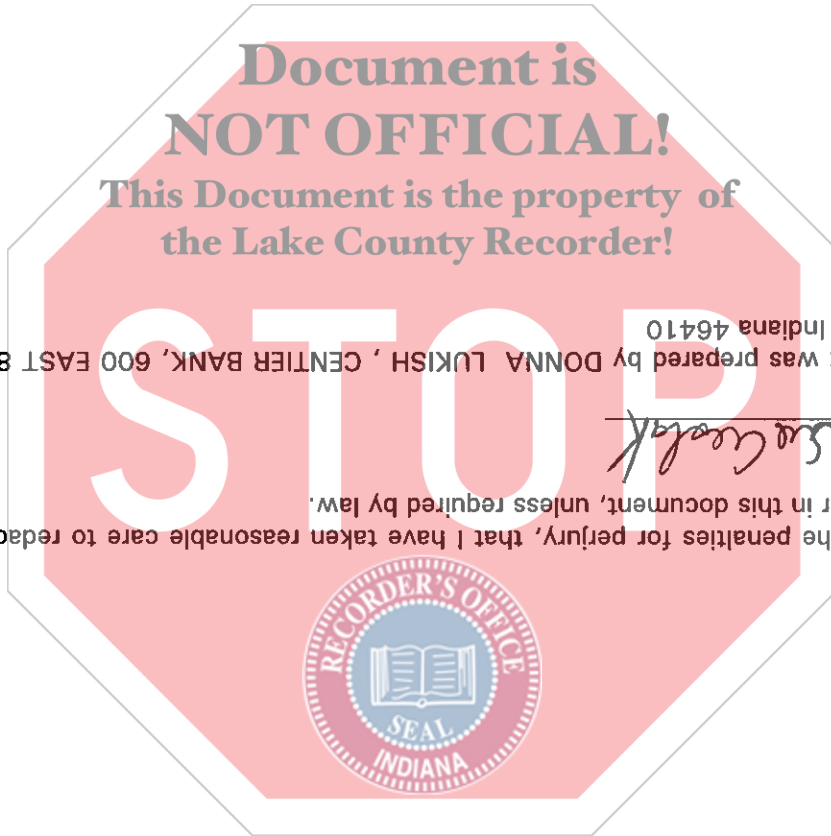 Document is
NOT OFFICIAL!
This Document is the property of
the Lake County Recorder!
STOP
he penalties for perjury, that I have taken reasonable care to redac
r in this document, unless required by law.
was prepared by DONNA LUKISH , CENTIER BANK, 600 EAST 8
Indiana 46410
RECORDER'S OFFICE
SEAL
INDIANA